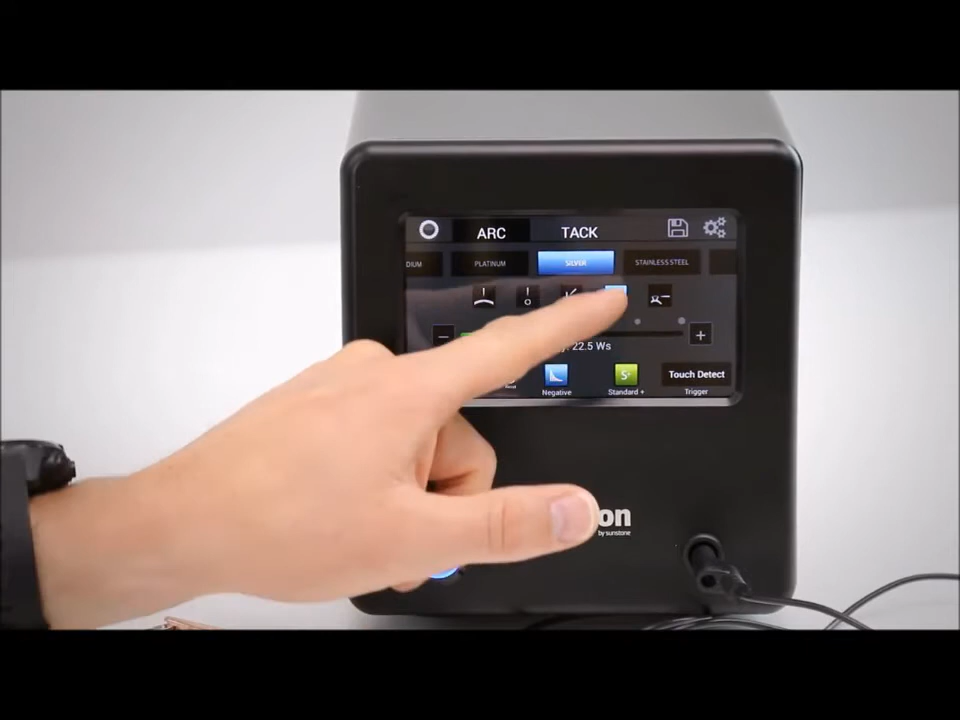 ARC TACK
DIUM PLATINUM SILVER STAINLESS STEEL
− +
22.5 Ws
S+ Touch Detect
Negative Standard + Trigger
on
by sunstone